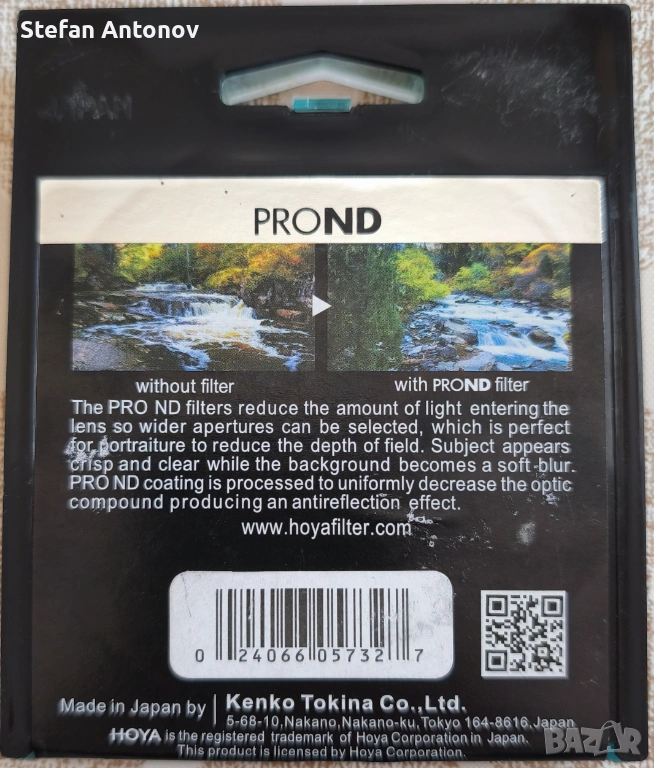 Stefan Antonov
PROND
without filter
with PROND filter
The PRO ND filters reduce the amount of light entering the
lens so wider apertures can be selected, which is perfect
for portraiture to reduce the depth of field. Subject appears
crisp and clear while the background becomes a soft blur.
PRO ND coating is processed to uniformly decrease the optic
compound producing an antireflection effect.
www.hoyafilter.com
0 24066 05732 7
Made in Japan by Kenko Tokina Co.,Ltd.
5-68-10,Nakano,Nakano-ku,Tokyo 164-8616,Japan
HOYA is the registered trademark of Hoya Corporation in Japan.
This product is licensed by Hoya Corporation.
BAZAR